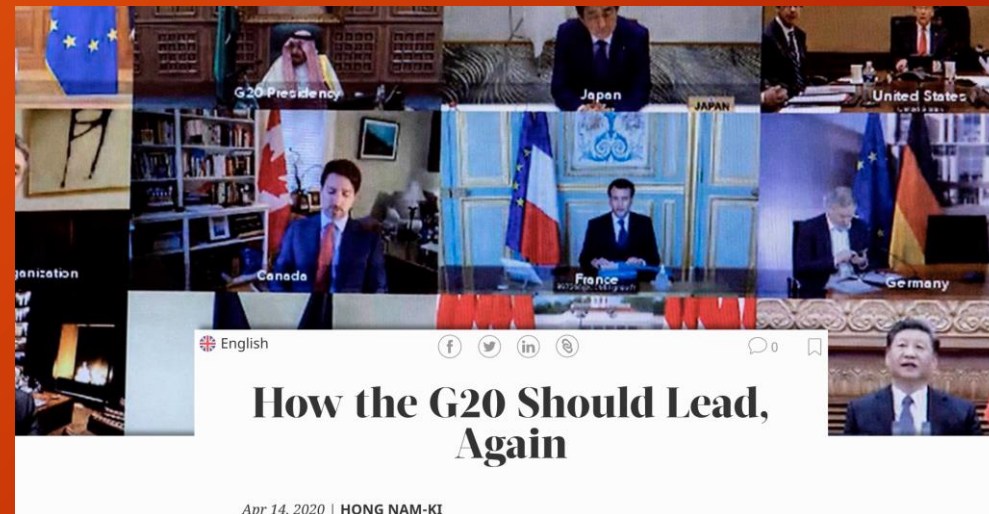 G20 Presidency
Japan
JAPAN
United States
anization
Canada
France
Germany
English
0
How the G20 Should Lead,
Again
Apr 14, 2020 | HONG NAM-KI